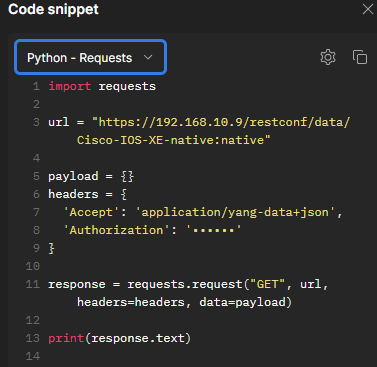 Code snippet
Python - Requests
1 import requests
2
3 url = "https://192.168.10.9/restconf/data/
Cisco-IOS-XE-native:native"
4
5 payload = {}
6 headers = {
7 'Accept': 'application/yang-data+json',
8 'Authorization': '••••••'
9 }
10
11 response = requests.request("GET", url,
headers=headers, data=payload)
12
13 print(response.text)
14